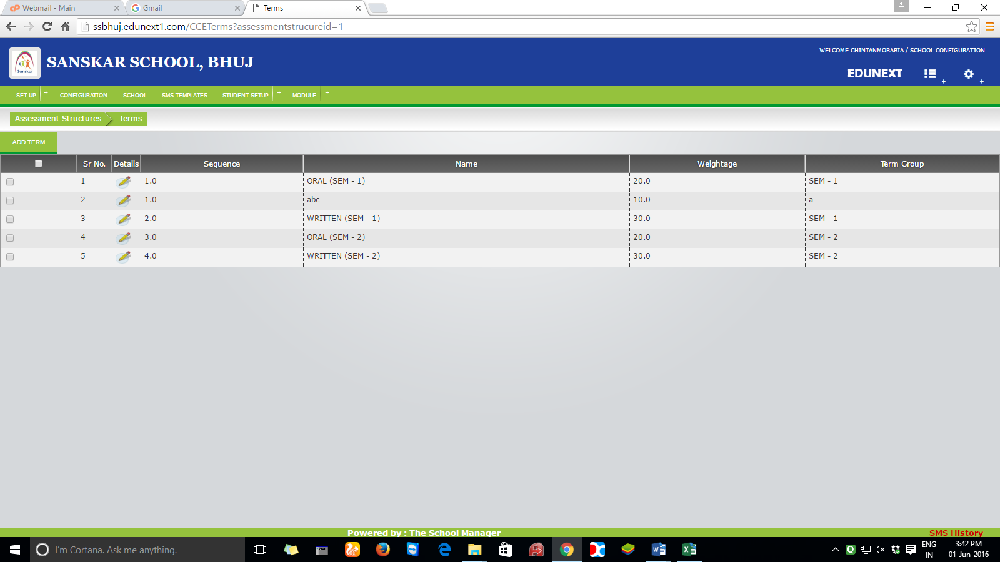 Webmail - Main
Gmail
Terms
ssbhuj.edunext1.com/CCETerms?assessmentstrucureid=1
Sanskar
SANSKAR SCHOOL, BHUJ
WELCOME CHINTANMORABIA / SCHOOL CONFIGURATION
EDUNEXT + +
SET UP + CONFIGURATION SCHOOL SMS TEMPLATES STUDENT SETUP + MODULE +
Assessment Structures Terms
ADD TERM
Sr No. Details Sequence Name Weightage Term Group
1 1.0 ORAL (SEM - 1) 20.0 SEM - 1
2 1.0 abc 10.0 a
3 2.0 WRITTEN (SEM - 1) 30.0 SEM - 1
4 3.0 ORAL (SEM - 2) 20.0 SEM - 2
5 4.0 WRITTEN (SEM - 2) 30.0 SEM - 2
Powered by : The School Manager
SMS History
I'm Cortana. Ask me anything.
ENG
IN
3:42 PM
01-Jun-2016